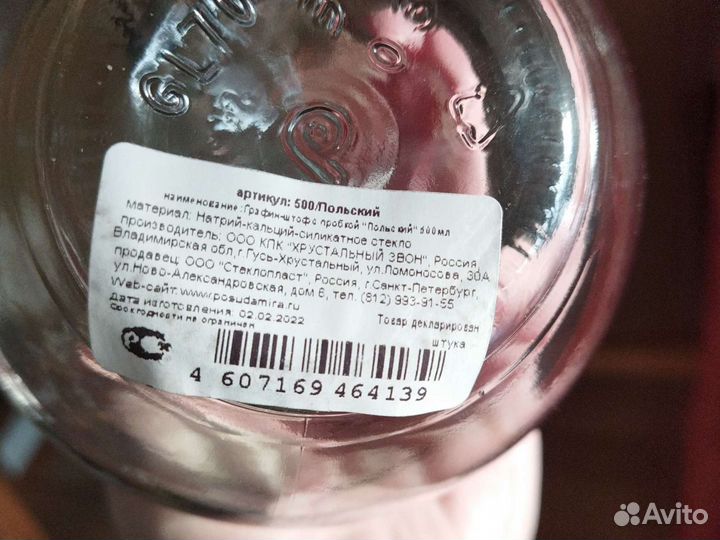 GL70
артикул: 500/Польский
наименование: Графин-штоф с пробкой "Польский" 500мл
Материал: Натрий-кальций-силикатное стекло
производитель: ООО КПК "ХРУСТАЛЬНЫЙ ЗВОН", Россия,
Владимирская обл, г.Гусь-Хрустальный, ул.Ломоносова, 30А
продавец: ООО "Стеклопласт", Россия, г.Санкт-Петербург,
ул.Ново-Александровская, дом 6, тел. (812) 993-91-55
Web-сайт: www.posudamira.ru
Дата изготовления: 02.02.2022
Товар декларирован
Срок годности не ограничен
штука
4 607169 464139
Avito